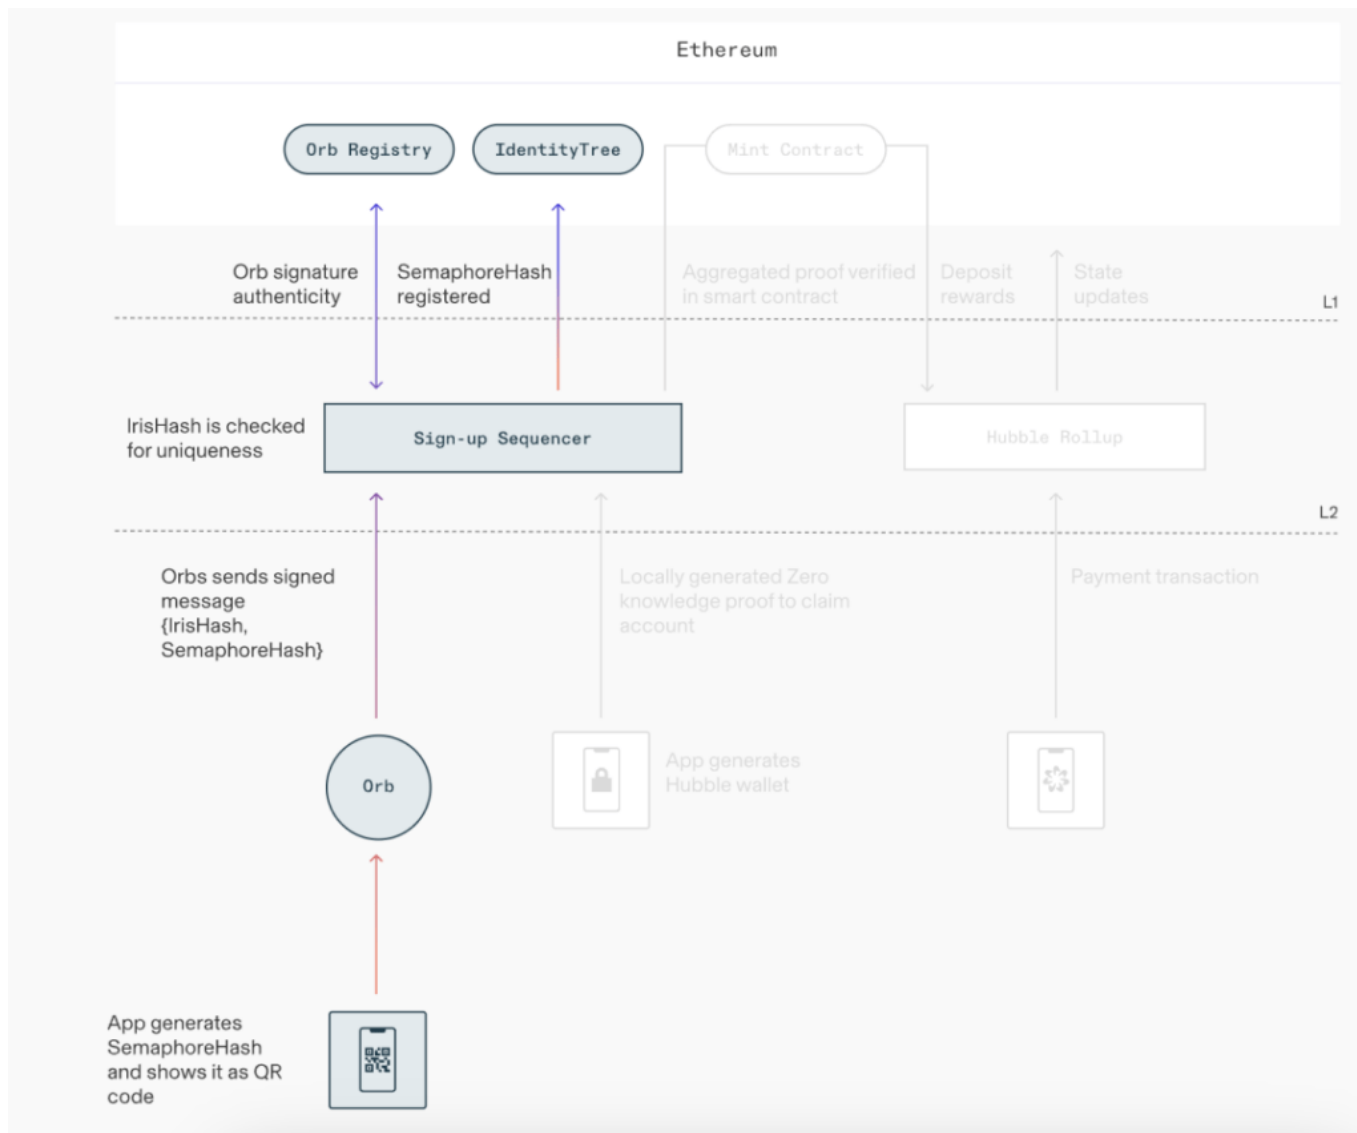 Ethereum
Orb Registry
IdentityTree
Mint Contract
Orb signature
authenticity
SemaphoreHash
registered
Aggregated proof verified
in smart contract
Deposit
rewards
State
updates
L1
IrisHash is checked
for uniqueness
Sign-up Sequencer
Hubble Rollup
L2
Orbs sends signed
message
{IrisHash,
SemaphoreHash}
Locally generated Zero
knowledge proof to claim
account
Payment transaction
Orb
App generates
Hubble wallet
App generates
SemaphoreHash
and shows it as QR
code